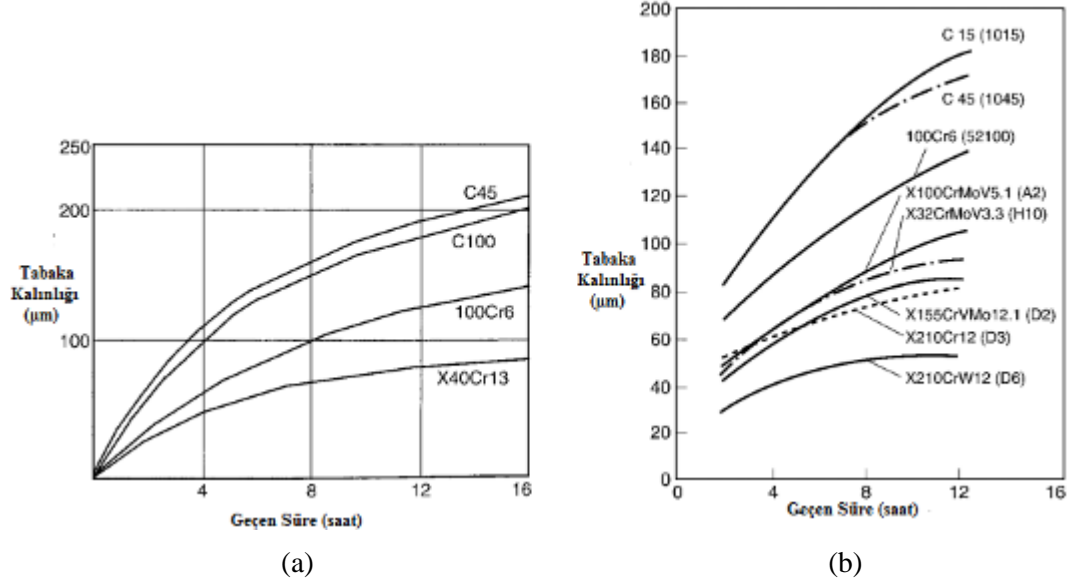 250
200
100
Tabaka
Kalınlığı
(µm)
C45
C100
100Cr6
X40Cr13
4
8
12
16
Geçen Süre (saat)
(a)
200
180
160
140
120
100
80
60
40
20
0
Tabaka
Kalınlığı
(µm)
C 15 (1015)
C 45 (1045)
100Cr6 (52100)
X100CrMoV5.1 (A2)
X32CrMoV3.3 (H10)
X155CrVMo12.1 (D2)
X210Cr12 (D3)
X210CrW12 (D6)
0
4
8
12
16
Geçen Süre (saat)
(b)